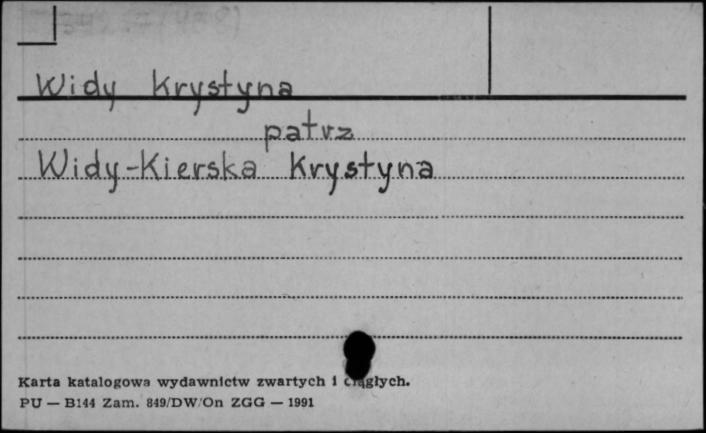 Widy Krystyna
patrz
Widy-Kierska Krystyna
Karta katalogowa wydawnictw zwartych i ciągłych.
PU — B144 Zam. 849/DW/On ZGG — 1991